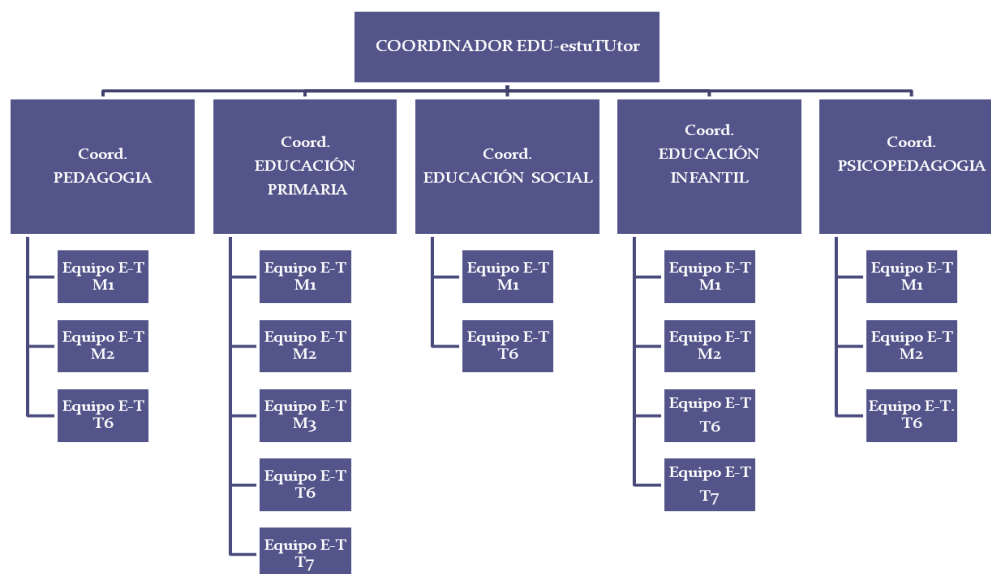 COORDINADOR EDU-estuTUtor
Coord.
PEDAGOGIA
Equipo E-T
M1
Equipo E-T
M2
Equipo E-T
T6
Coord.
EDUCACIÓN
PRIMARIA
Equipo E-T
M1
Equipo E-T
M2
Equipo E-T
M3
Equipo E-T
T6
Equipo E-T
T7
Coord.
EDUCACIÓN SOCIAL
Equipo E-T
M1
Equipo E-T
T6
Coord.
EDUCACIÓN
INFANTIL
Equipo E-T
M1
Equipo E-T
M2
Equipo E-T
T6
Equipo E-T
T7
Coord.
PSICOPEDAGOGIA
Equipo E-T
M1
Equipo E-T
M2
Equipo E-T.
T6